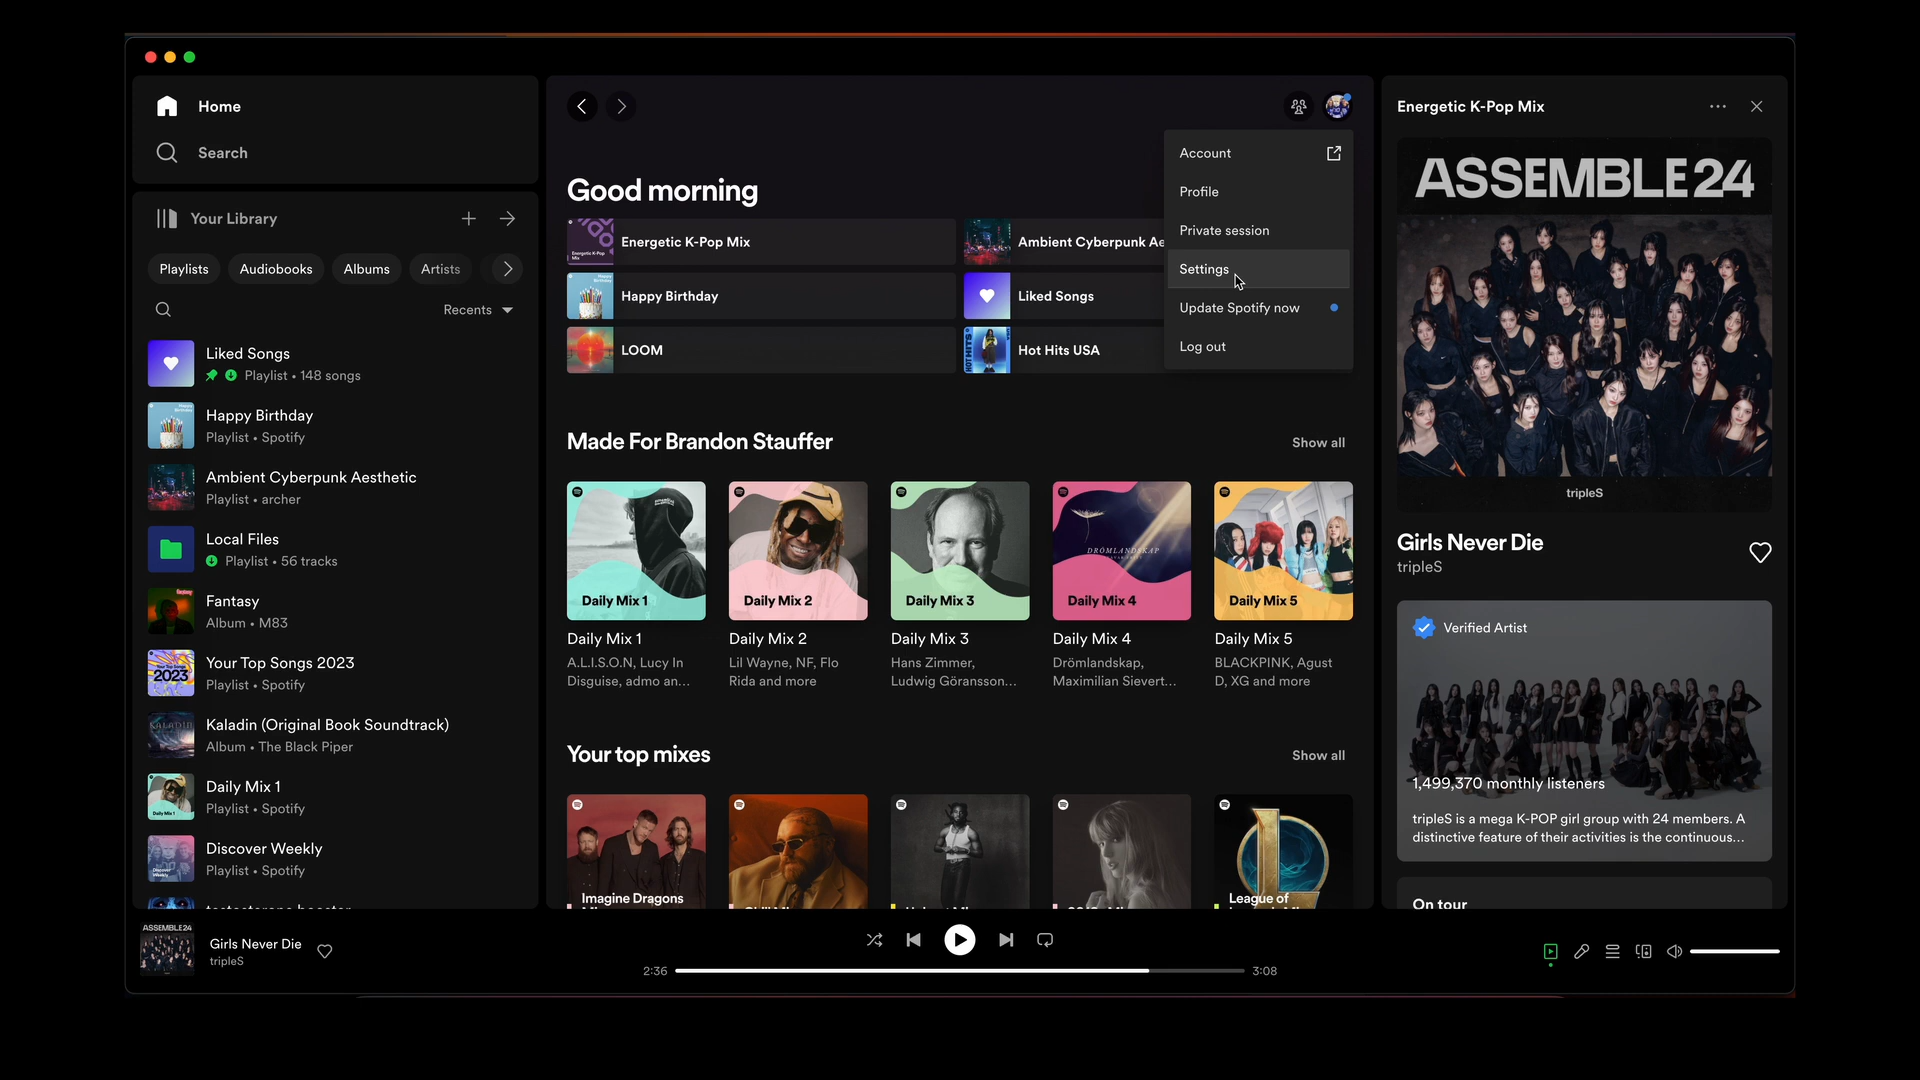 Home
Search
Your Library
Playlists
Audiobooks
Albums
Artists
Recents
Liked Songs
Playlist • 148 songs
Happy Birthday
Playlist • Spotify
Ambient Cyberpunk Aesthetic
Playlist • archer
Local Files
Playlist • 56 tracks
Fantasy
Album • M83
Your Top Songs 2023
Playlist • Spotify
Kaladin (Original Book Soundtrack)
Album • The Black Piper
Daily Mix 1
Playlist • Spotify
Discover Weekly
Playlist • Spotify
Good morning
Energetic K-Pop Mix
Ambient Cyberpunk Ae
Happy Birthday
Liked Songs
LOOM
Hot Hits USA
Account
Profile
Private session
Settings
Update Spotify now
Log out
Made For Brandon Stauffer
Show all
Daily Mix 1
Daily Mix 2
Daily Mix 3
DRÖMLANDSKAP
Daily Mix 4
Daily Mix 5
Daily Mix 1
A.L.I.S.O.N, Lucy In
Disguise, admo an...
Daily Mix 2
Lil Wayne, NF, Flo
Rida and more
Daily Mix 3
Hans Zimmer,
Ludwig Göransson...
Daily Mix 4
Drömlandskap,
Maximilian Sievert...
Daily Mix 5
BLACKPINK, Agust
D, XG and more
Your top mixes
Show all
Imagine Dragons
League of
Energetic K-Pop Mix
ASSEMBLE24
tripleS
Girls Never Die
tripleS
Verified Artist
1,499,370 monthly listeners
tripleS is a mega K-POP girl group with 24 members. A
distinctive feature of their activities is the continuous...
On tour
ASSEMBLE24
Girls Never Die
tripleS
2:36
3:08